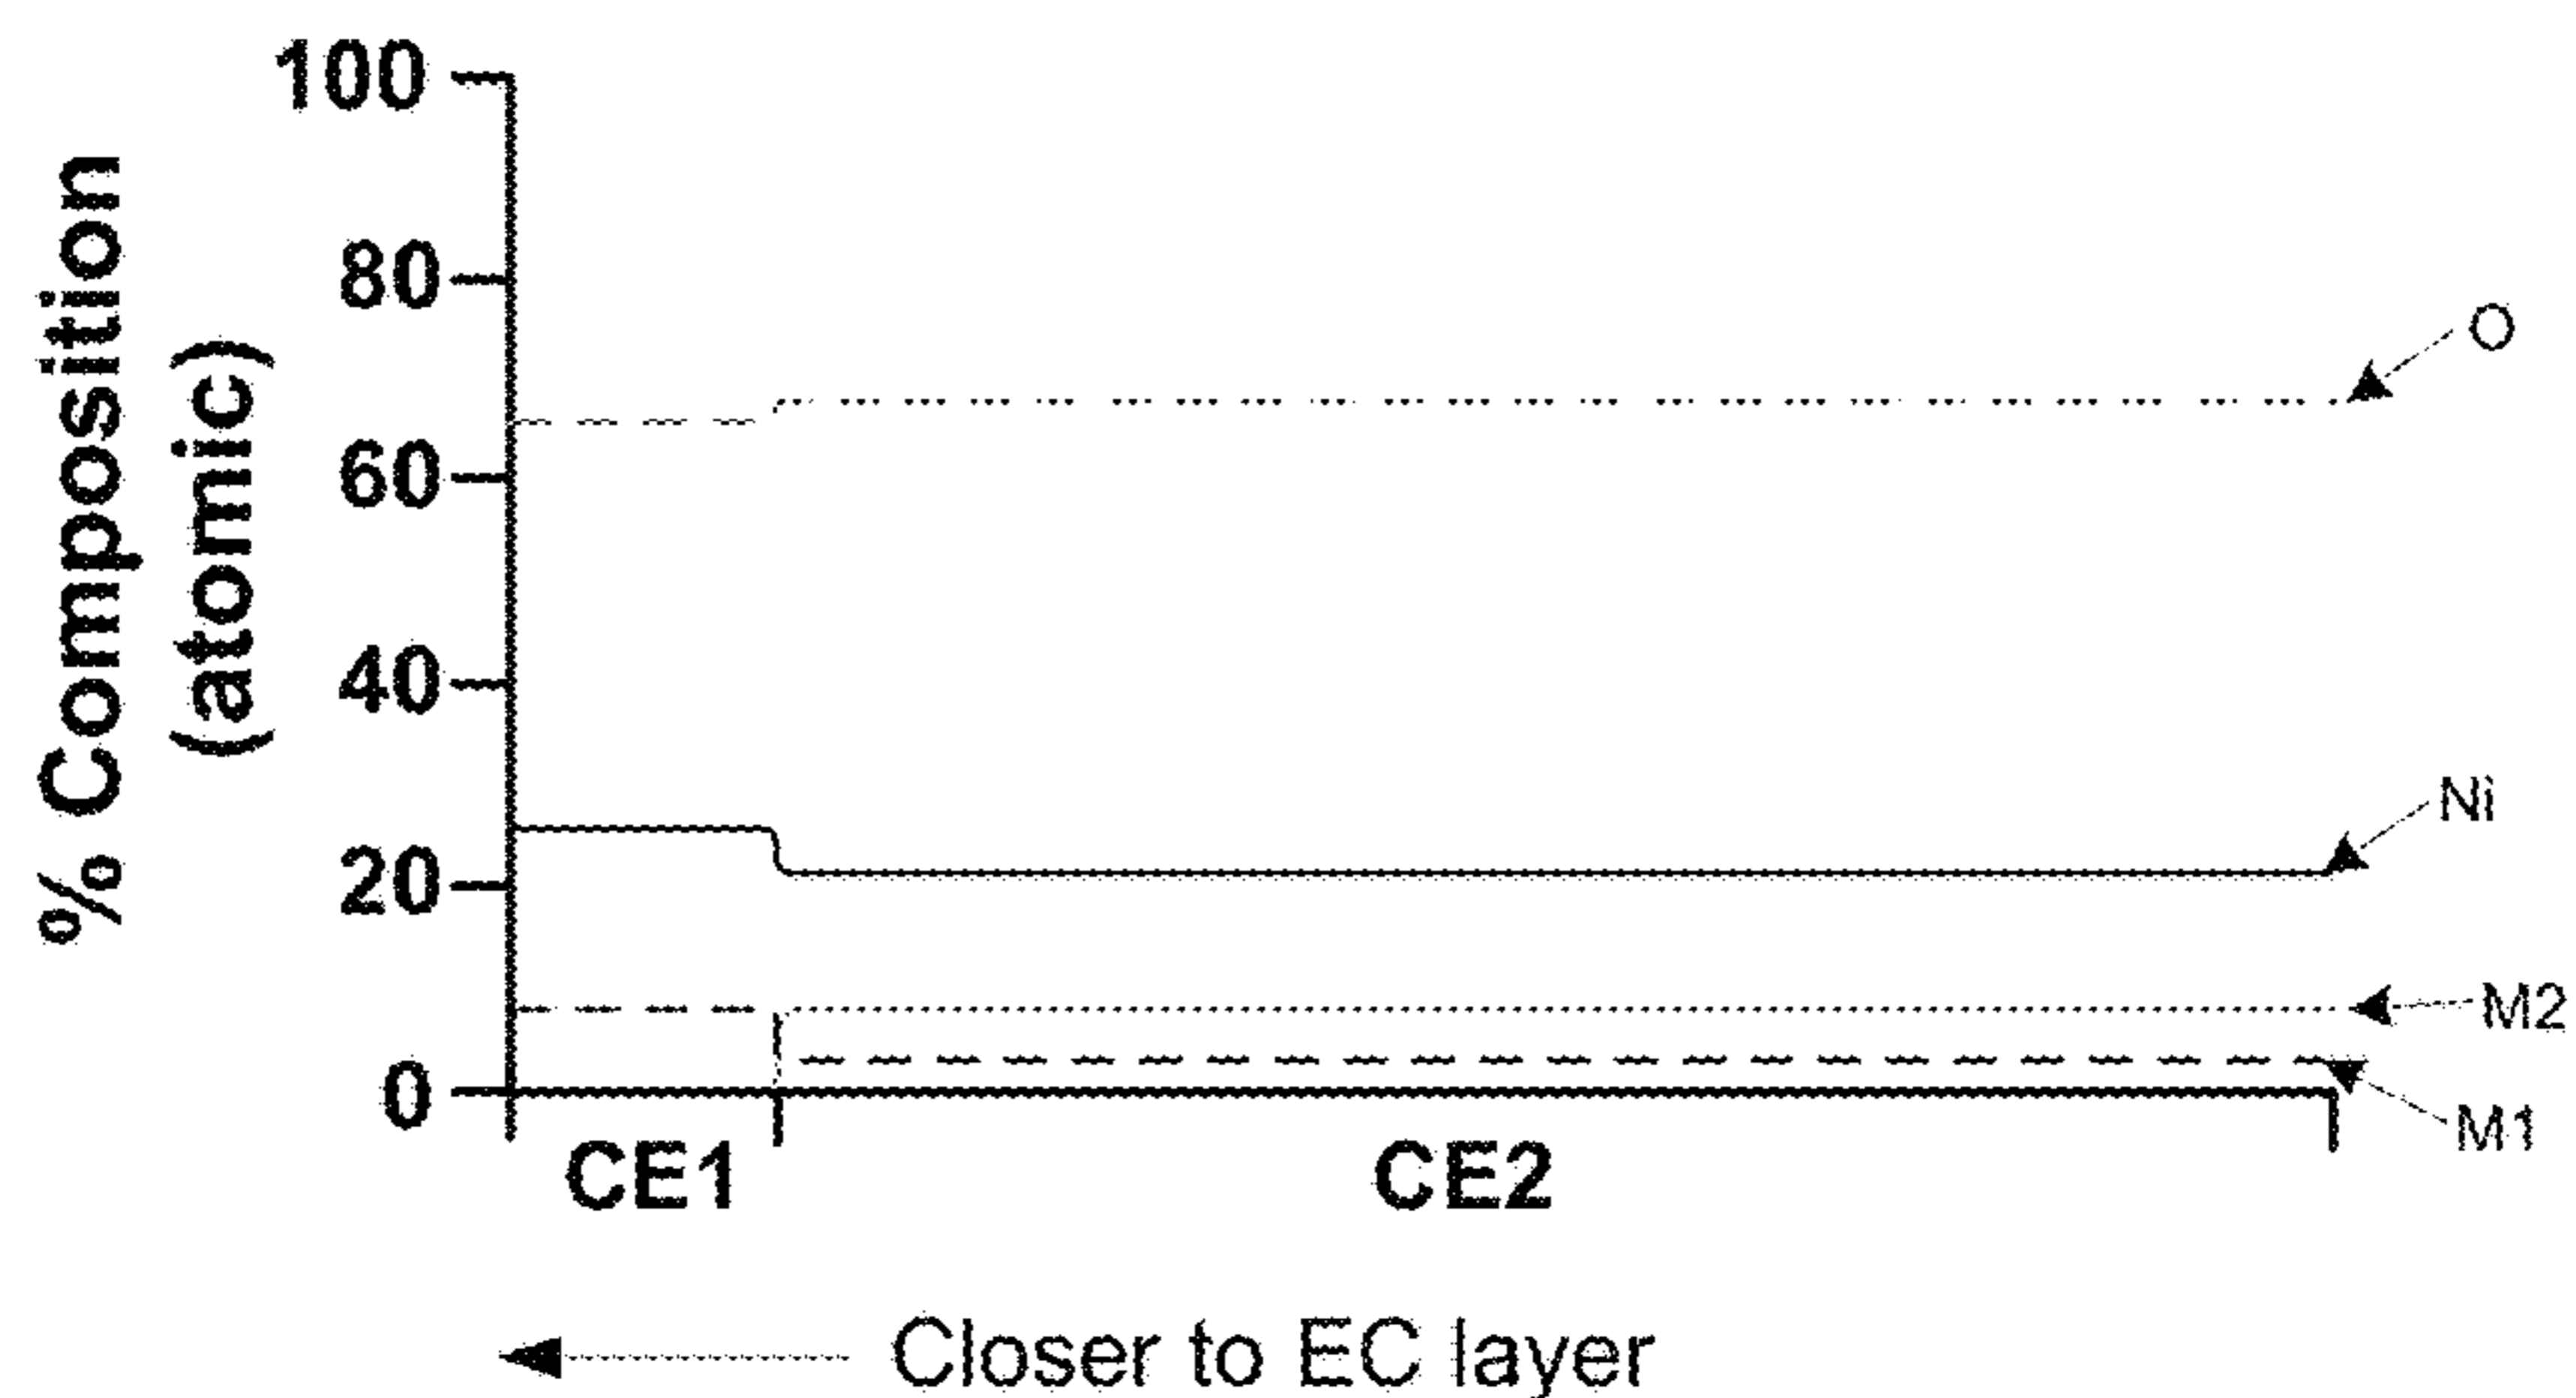 % Composition
(atomic)
100
80
60
40
20
0
O
Ni
M2
M1
CE1
CE2
Closer to EC layer